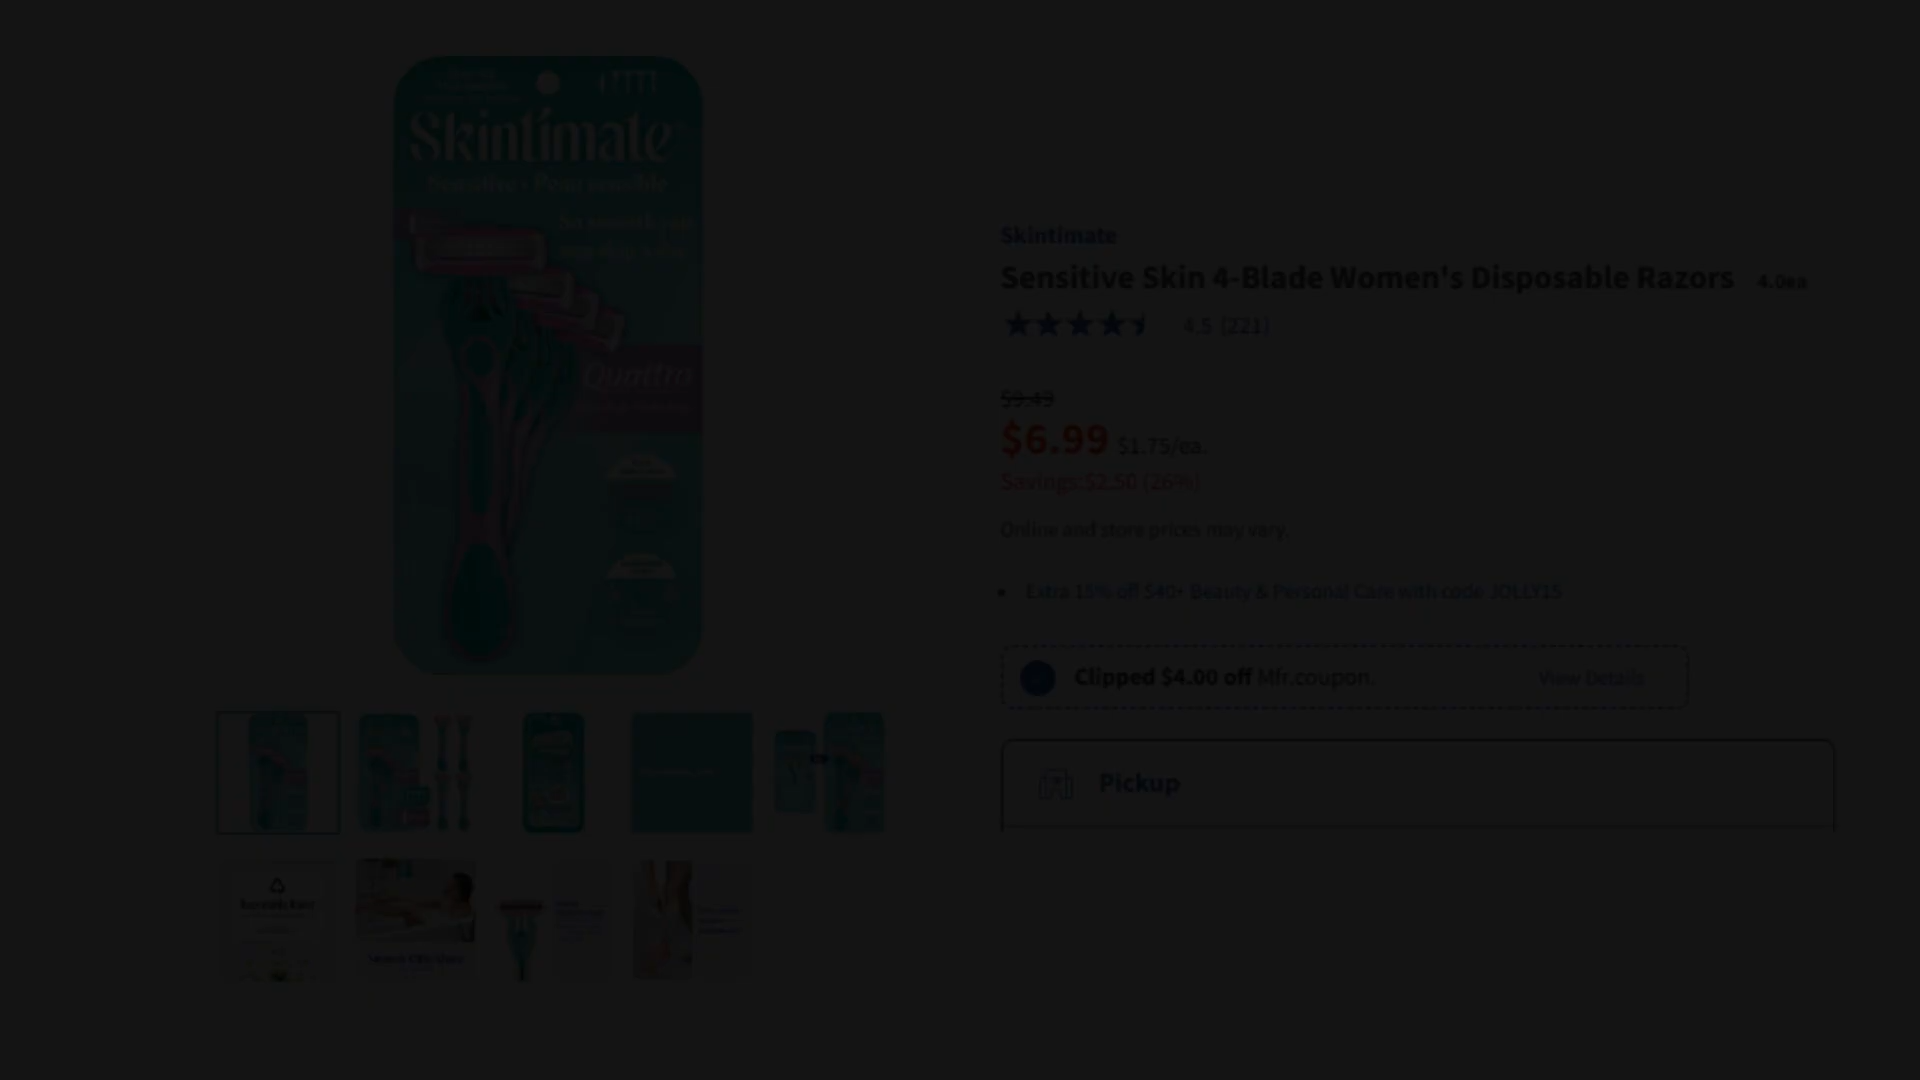 Skintimate
Sensitive • Peau sensible
Quattro
Skintimate
Sensitive Skin 4-Blade Women's Disposable Razors 4.0ea
4.5 (221)
$9.49
$6.99 $1.75/ea.
Savings:$2.50 (26%)
Online and store prices may vary.
Extra 15% off $40+ Beauty & Personal Care with code JOLLY15
Clipped $4.00 off Mfr.coupon. View Details
Pickup